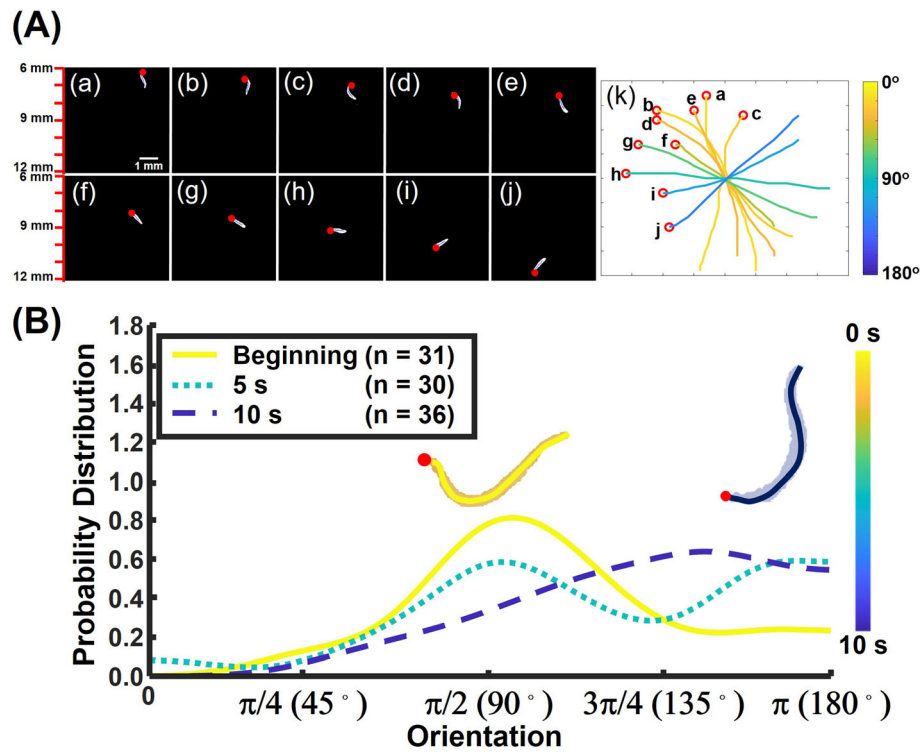 (A)
6 mm
9 mm
12 mm
6 mm
9 mm
12 mm
(a)
1 mm
(b)
(c)
(d)
(e)
(f)
(g)
(h)
(i)
(j)
(k)
a
b
e
c
d
g
f
h
i
j
0°
90°
180°
(B)
Probability Distribution
1.8
1.6
1.4
1.2
1.0
0.8
0.6
0.4
0.2
0.0
Beginning (n = 31)
5 s (n = 30)
10 s (n = 36)
0 s
10 s
0
π/4 (45°)
π/2 (90°)
3π/4 (135°)
π (180°)
Orientation